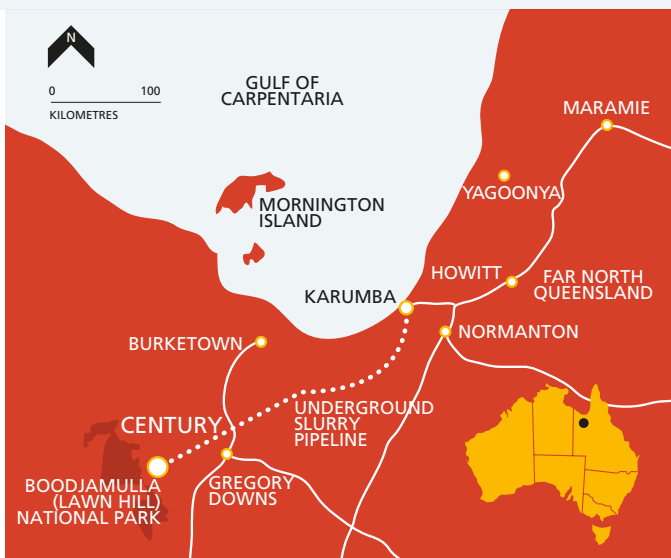 N
0 100
KILOMETRES
GULF OF
CARPENTARIA
MARAMIE
YAGOONYA
MORNINGTON
ISLAND
HOWITT
FAR NORTH
QUEENSLAND
KARUMBA
NORMANTON
BURKETOWN
CENTURY
UNDERGROUND
SLURRY
PIPELINE
BOODJAMULLA
(LAWN HILL)
NATIONAL PARK
GREGORY
DOWNS